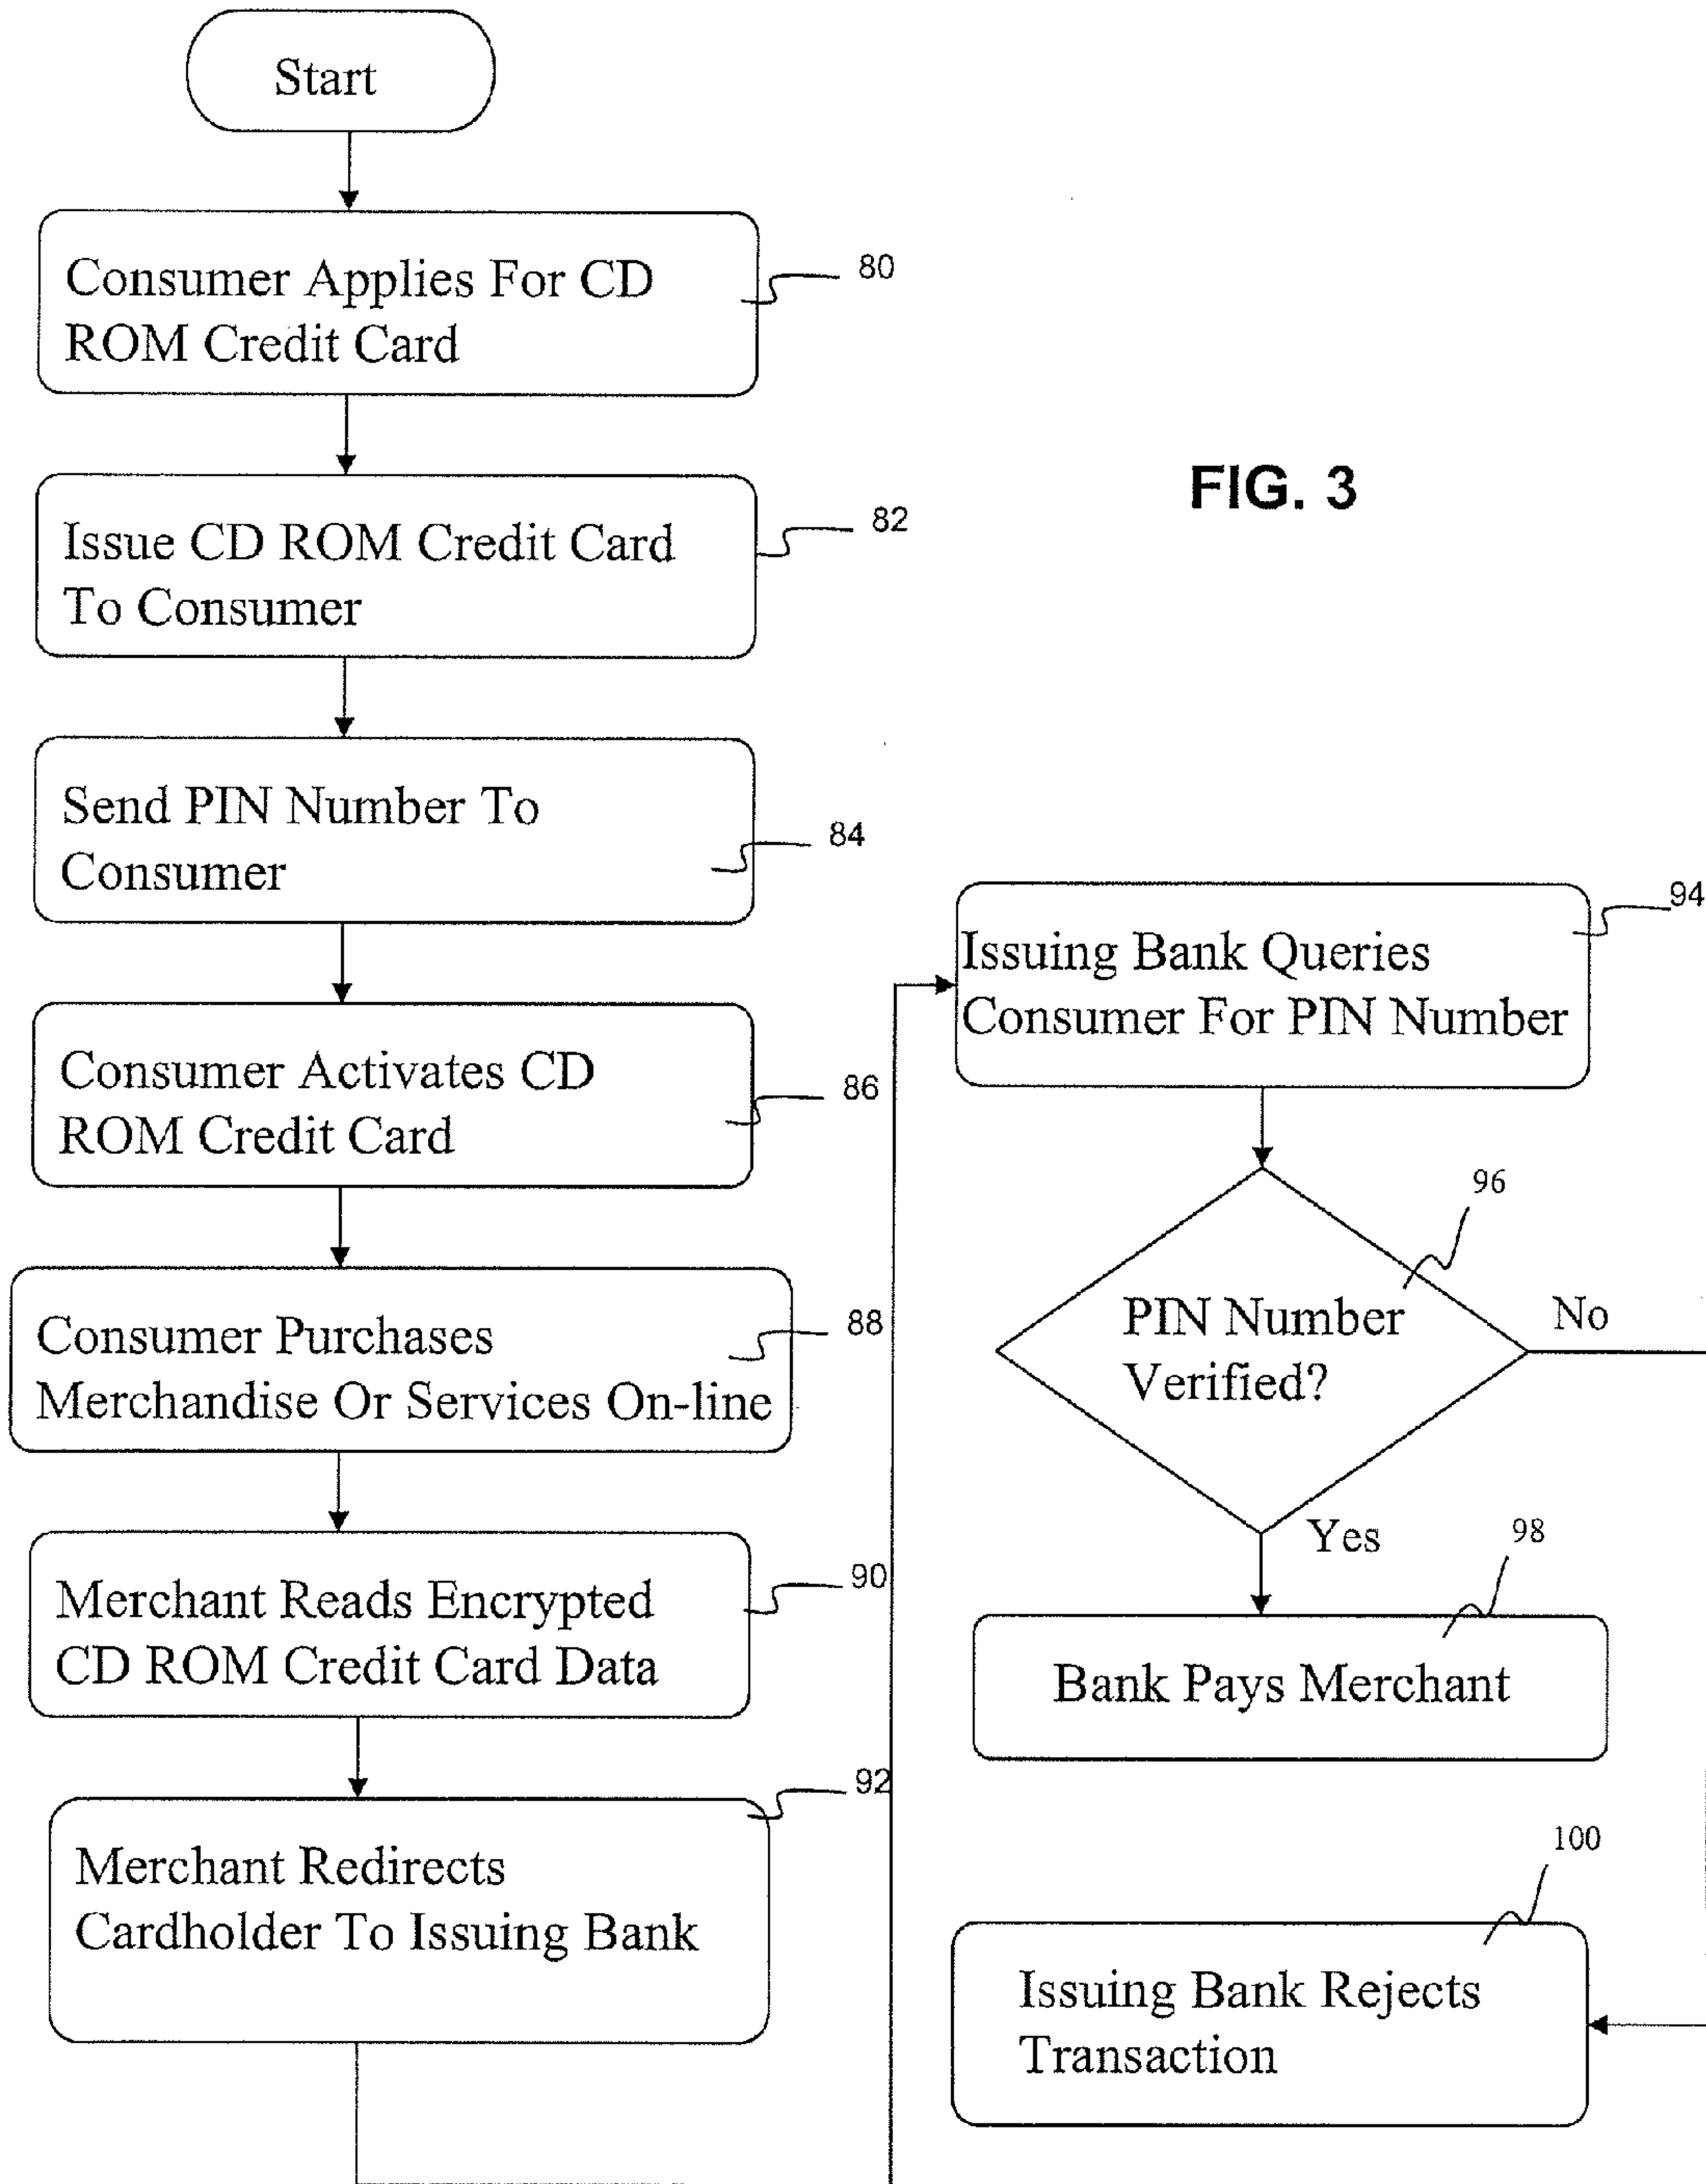 Start
Consumer Applies For CD
ROM Credit Card
80
Issue CD ROM Credit Card
To Consumer
82
FIG. 3
Send PIN Number To
Consumer
84
Consumer Activates CD
ROM Credit Card
86
Consumer Purchases
Merchandise Or Services On-line
88
Merchant Reads Encrypted
CD ROM Credit Card Data
90
Merchant Redirects
Cardholder To Issuing Bank
92
Issuing Bank Queries
Consumer For PIN Number
94
PIN Number
Verified?
96
No
Yes
Bank Pays Merchant
98
Issuing Bank Rejects
Transaction
100